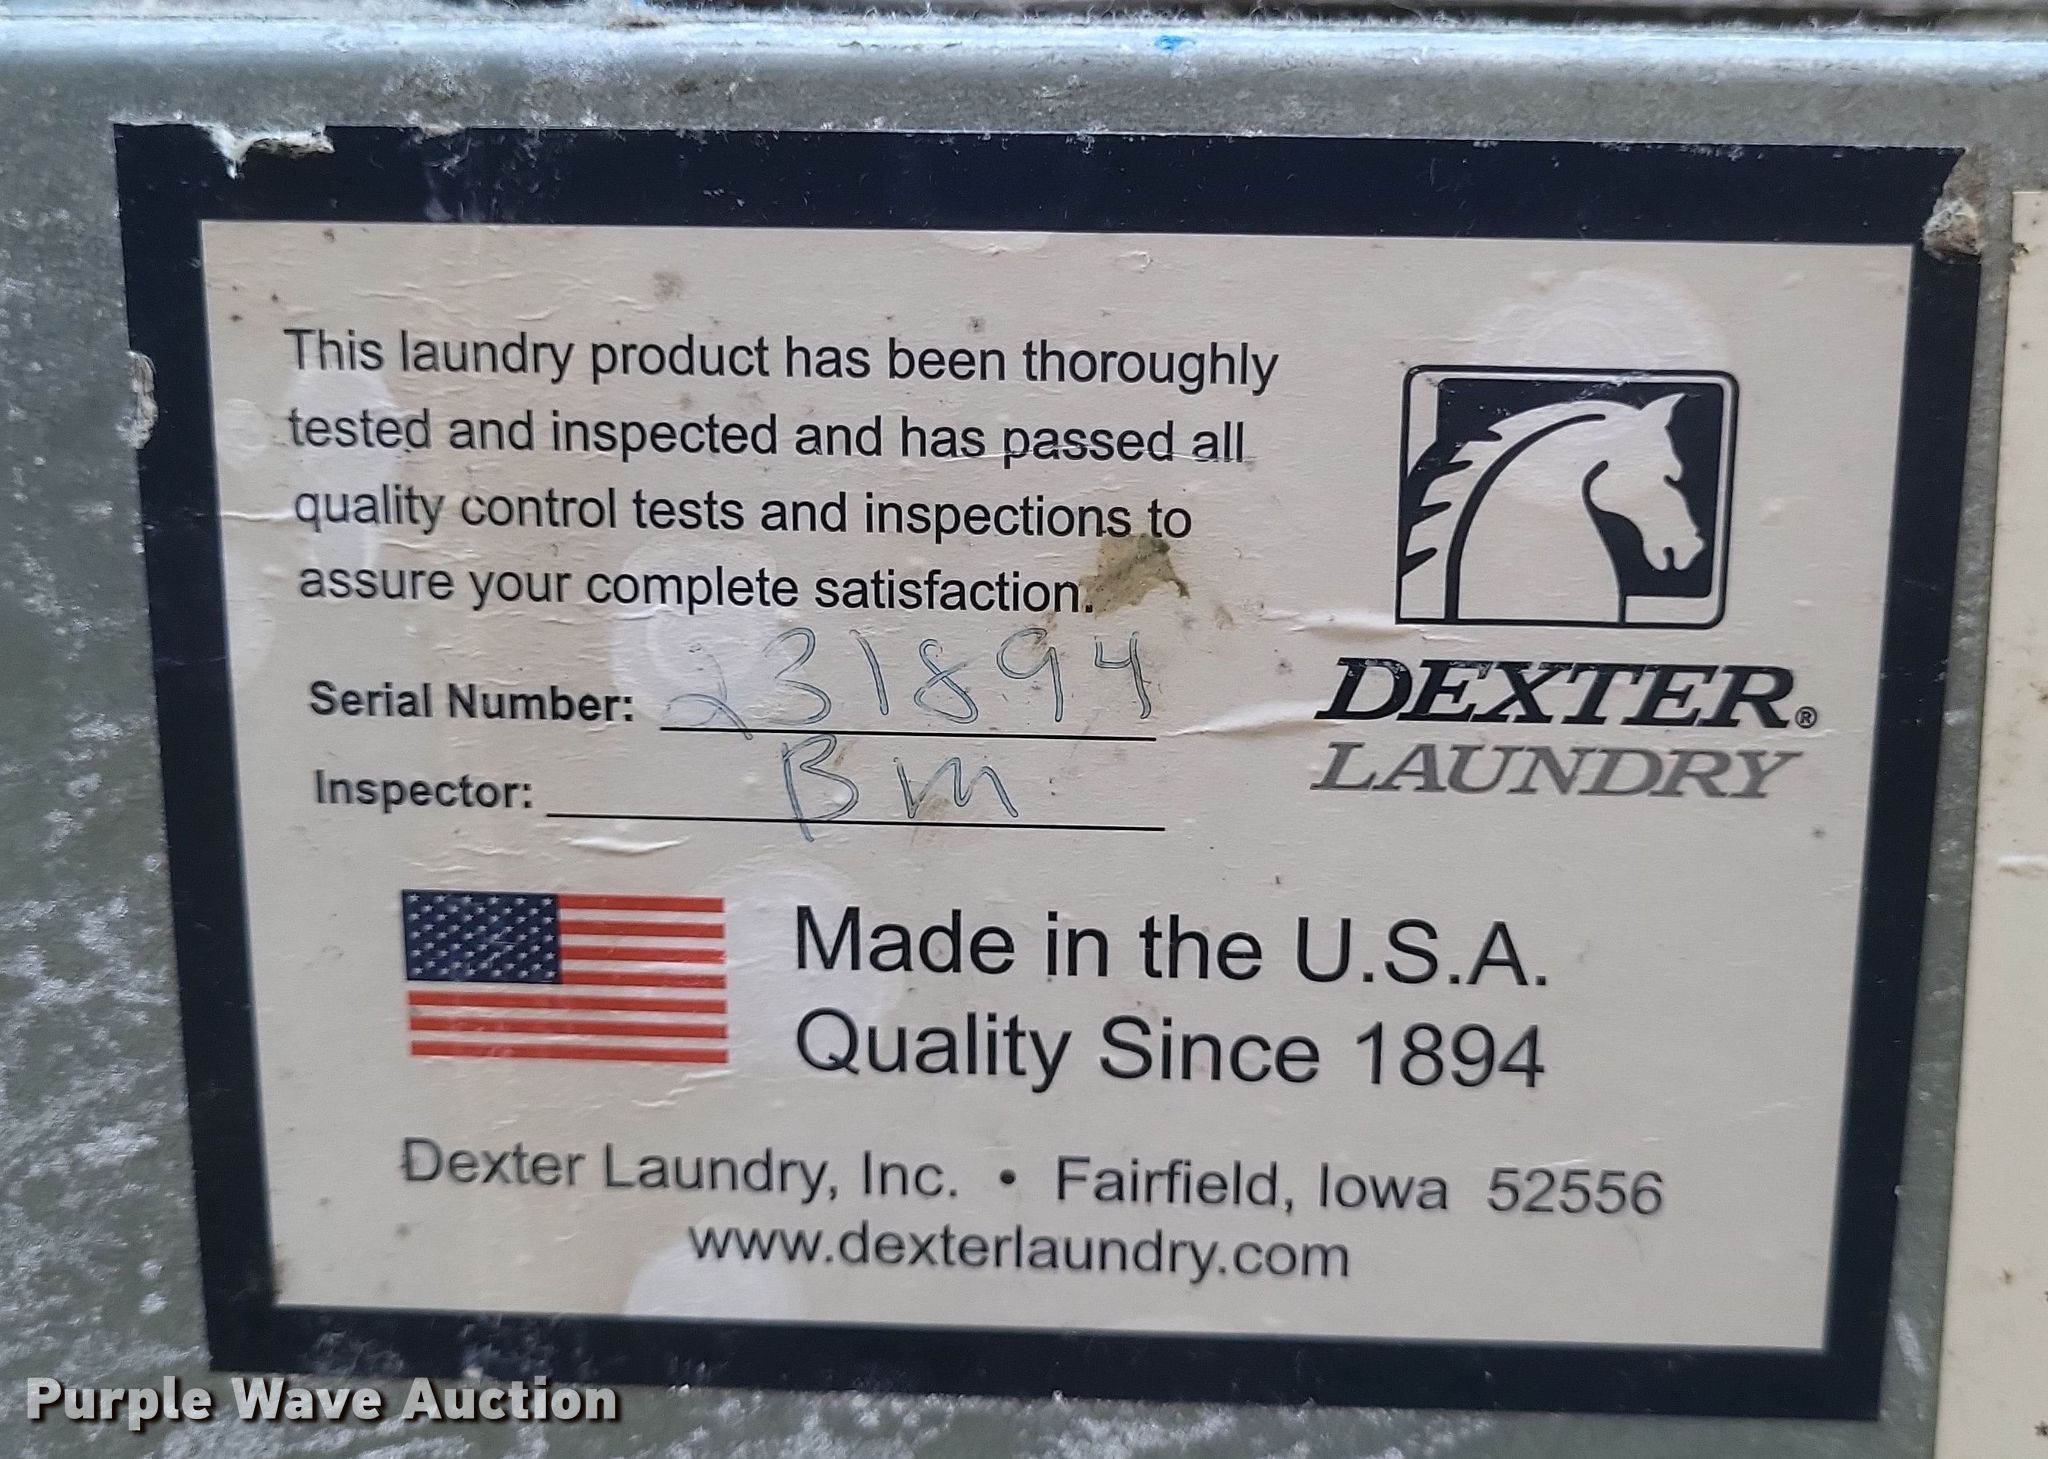 This laundry product has been thoroughly
tested and inspected and has passed all
quality control tests and inspections to
assure your complete satisfaction.
Serial Number: 231894
Inspector: Bm
DEXTER®
LAUNDRY
Made in the U.S.A.
Quality Since 1894
Dexter Laundry, Inc. • Fairfield, Iowa 52556
www.dexterlaundry.com
Purple Wave Auction